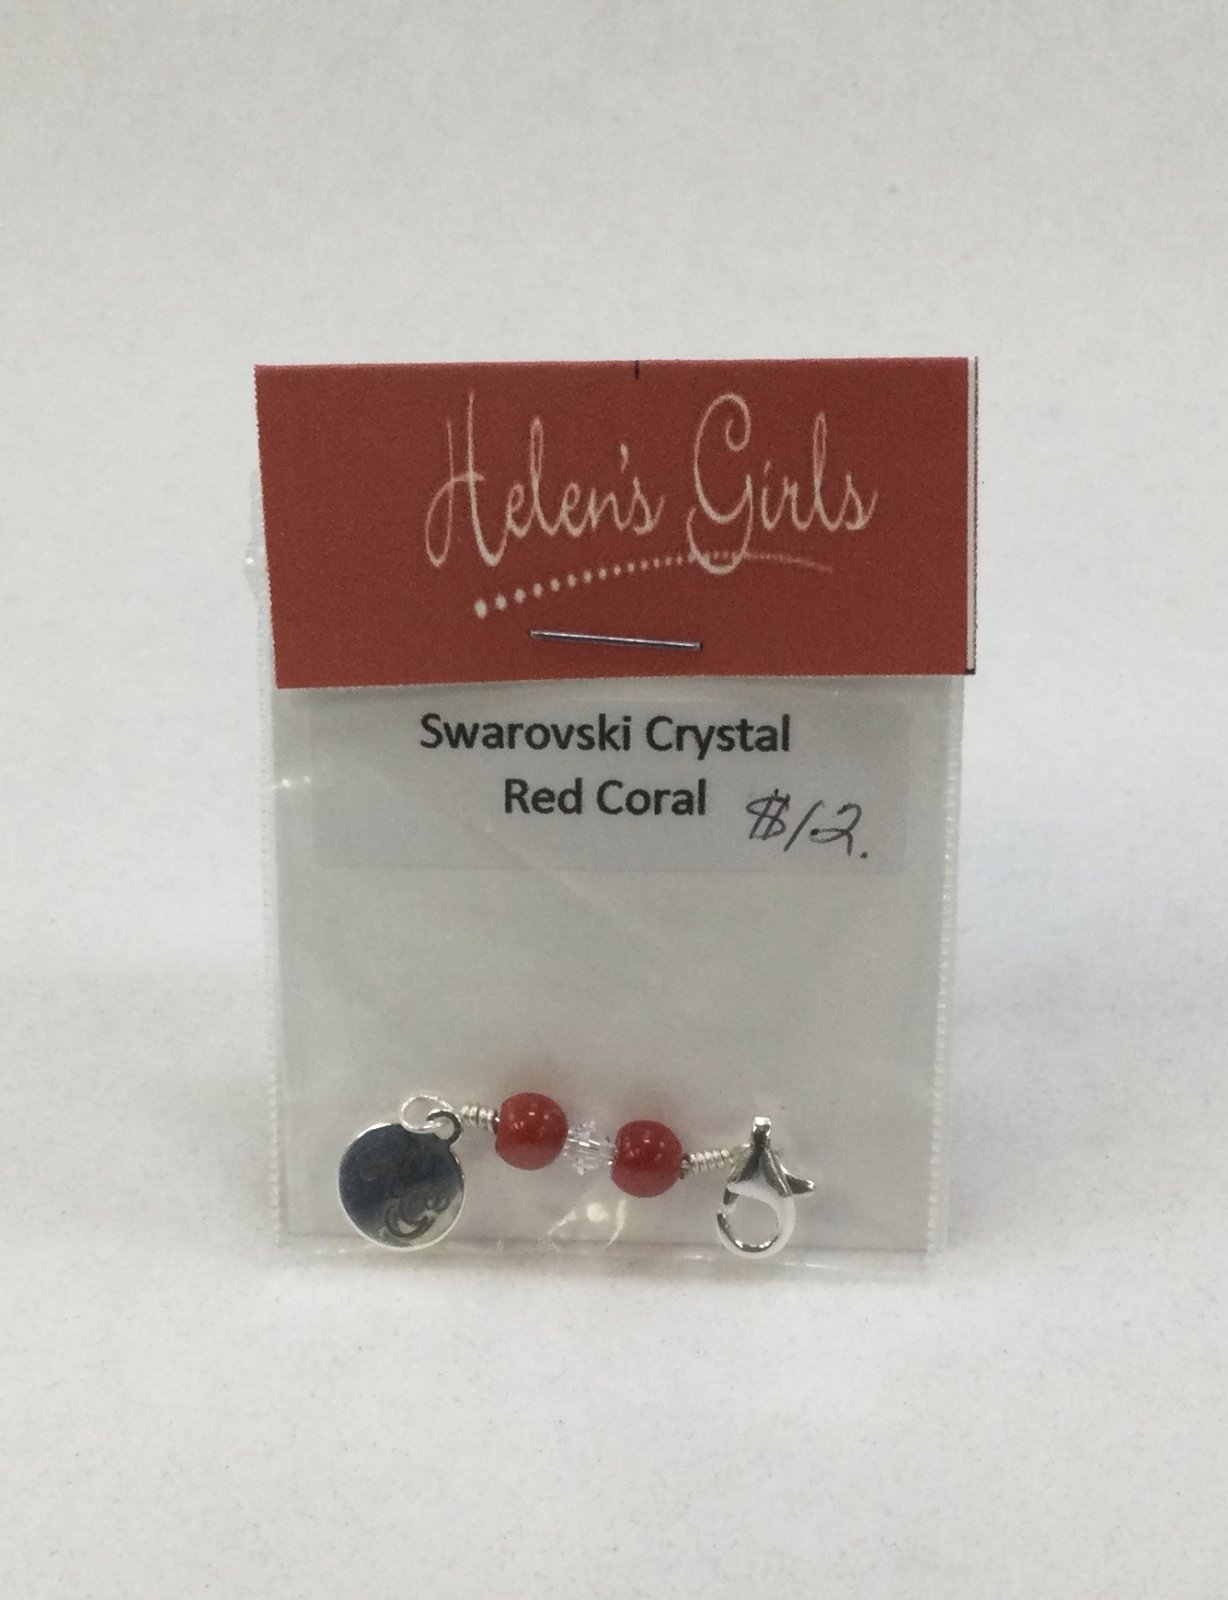 Helen's Girls
Swarovski Crystal
Red Coral $12.